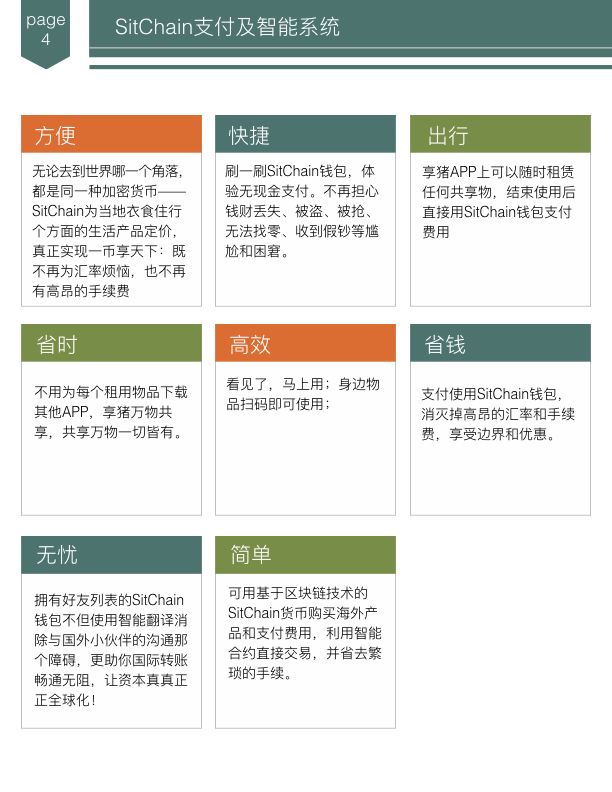 page
4
SitChain支付及智能系统
方便
无论去到世界哪一个角落,
都是同一种加密货币——
SitChain为当地衣食住行
个方面的生活产品定价,
真正实现一币享天下：既
不再为汇率烦恼，也不再
有高昂的手续费
快捷
刷一刷SitChain钱包，体
验无现金支付。不再担心
钱财丢失、被盗、被抢、
无法找零、收到假钞等尴
尬和困窘。
出行
享猪APP上可以随时租赁
任何共享物，结束使用后
直接用SitChain钱包支付
费用
省时
不用为每个租用物品下载
其他APP，享猪万物共
享，共享万物一切皆有。
高效
看见了，马上用；身边物
品扫码即可使用；
省钱
支付使用SitChain钱包，
消灭掉高昂的汇率和手续
费，享受边界和优惠。
无忧
拥有好友列表的SitChain
钱包不但使用智能翻译消
除与国外小伙伴的沟通那
个障碍，更助你国际转账
畅通无阻，让资本真真正
正全球化！
简单
可用基于区块链技术的
SitChain货币购买海外产
品和支付费用，利用智能
合约直接交易，并省去繁
琐的手续。